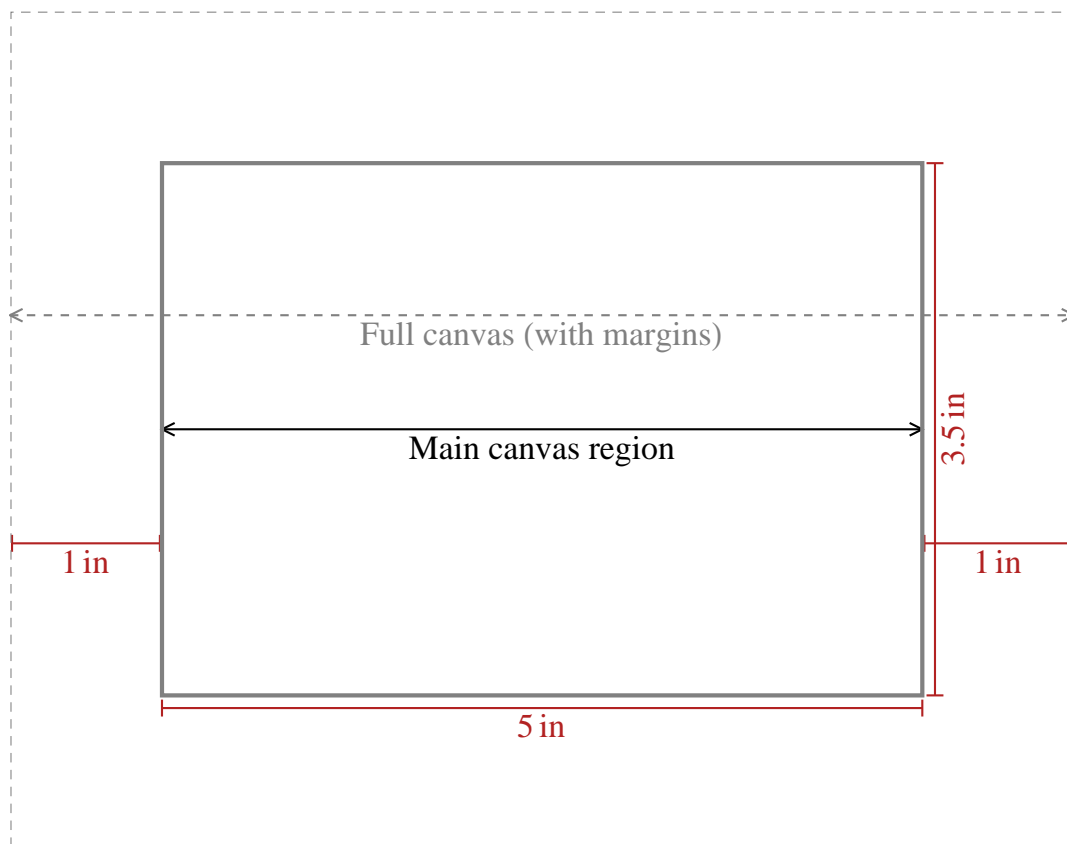 Full canvas (with margins)
3.5 in
Main canvas region
1 in
1 in
5 in